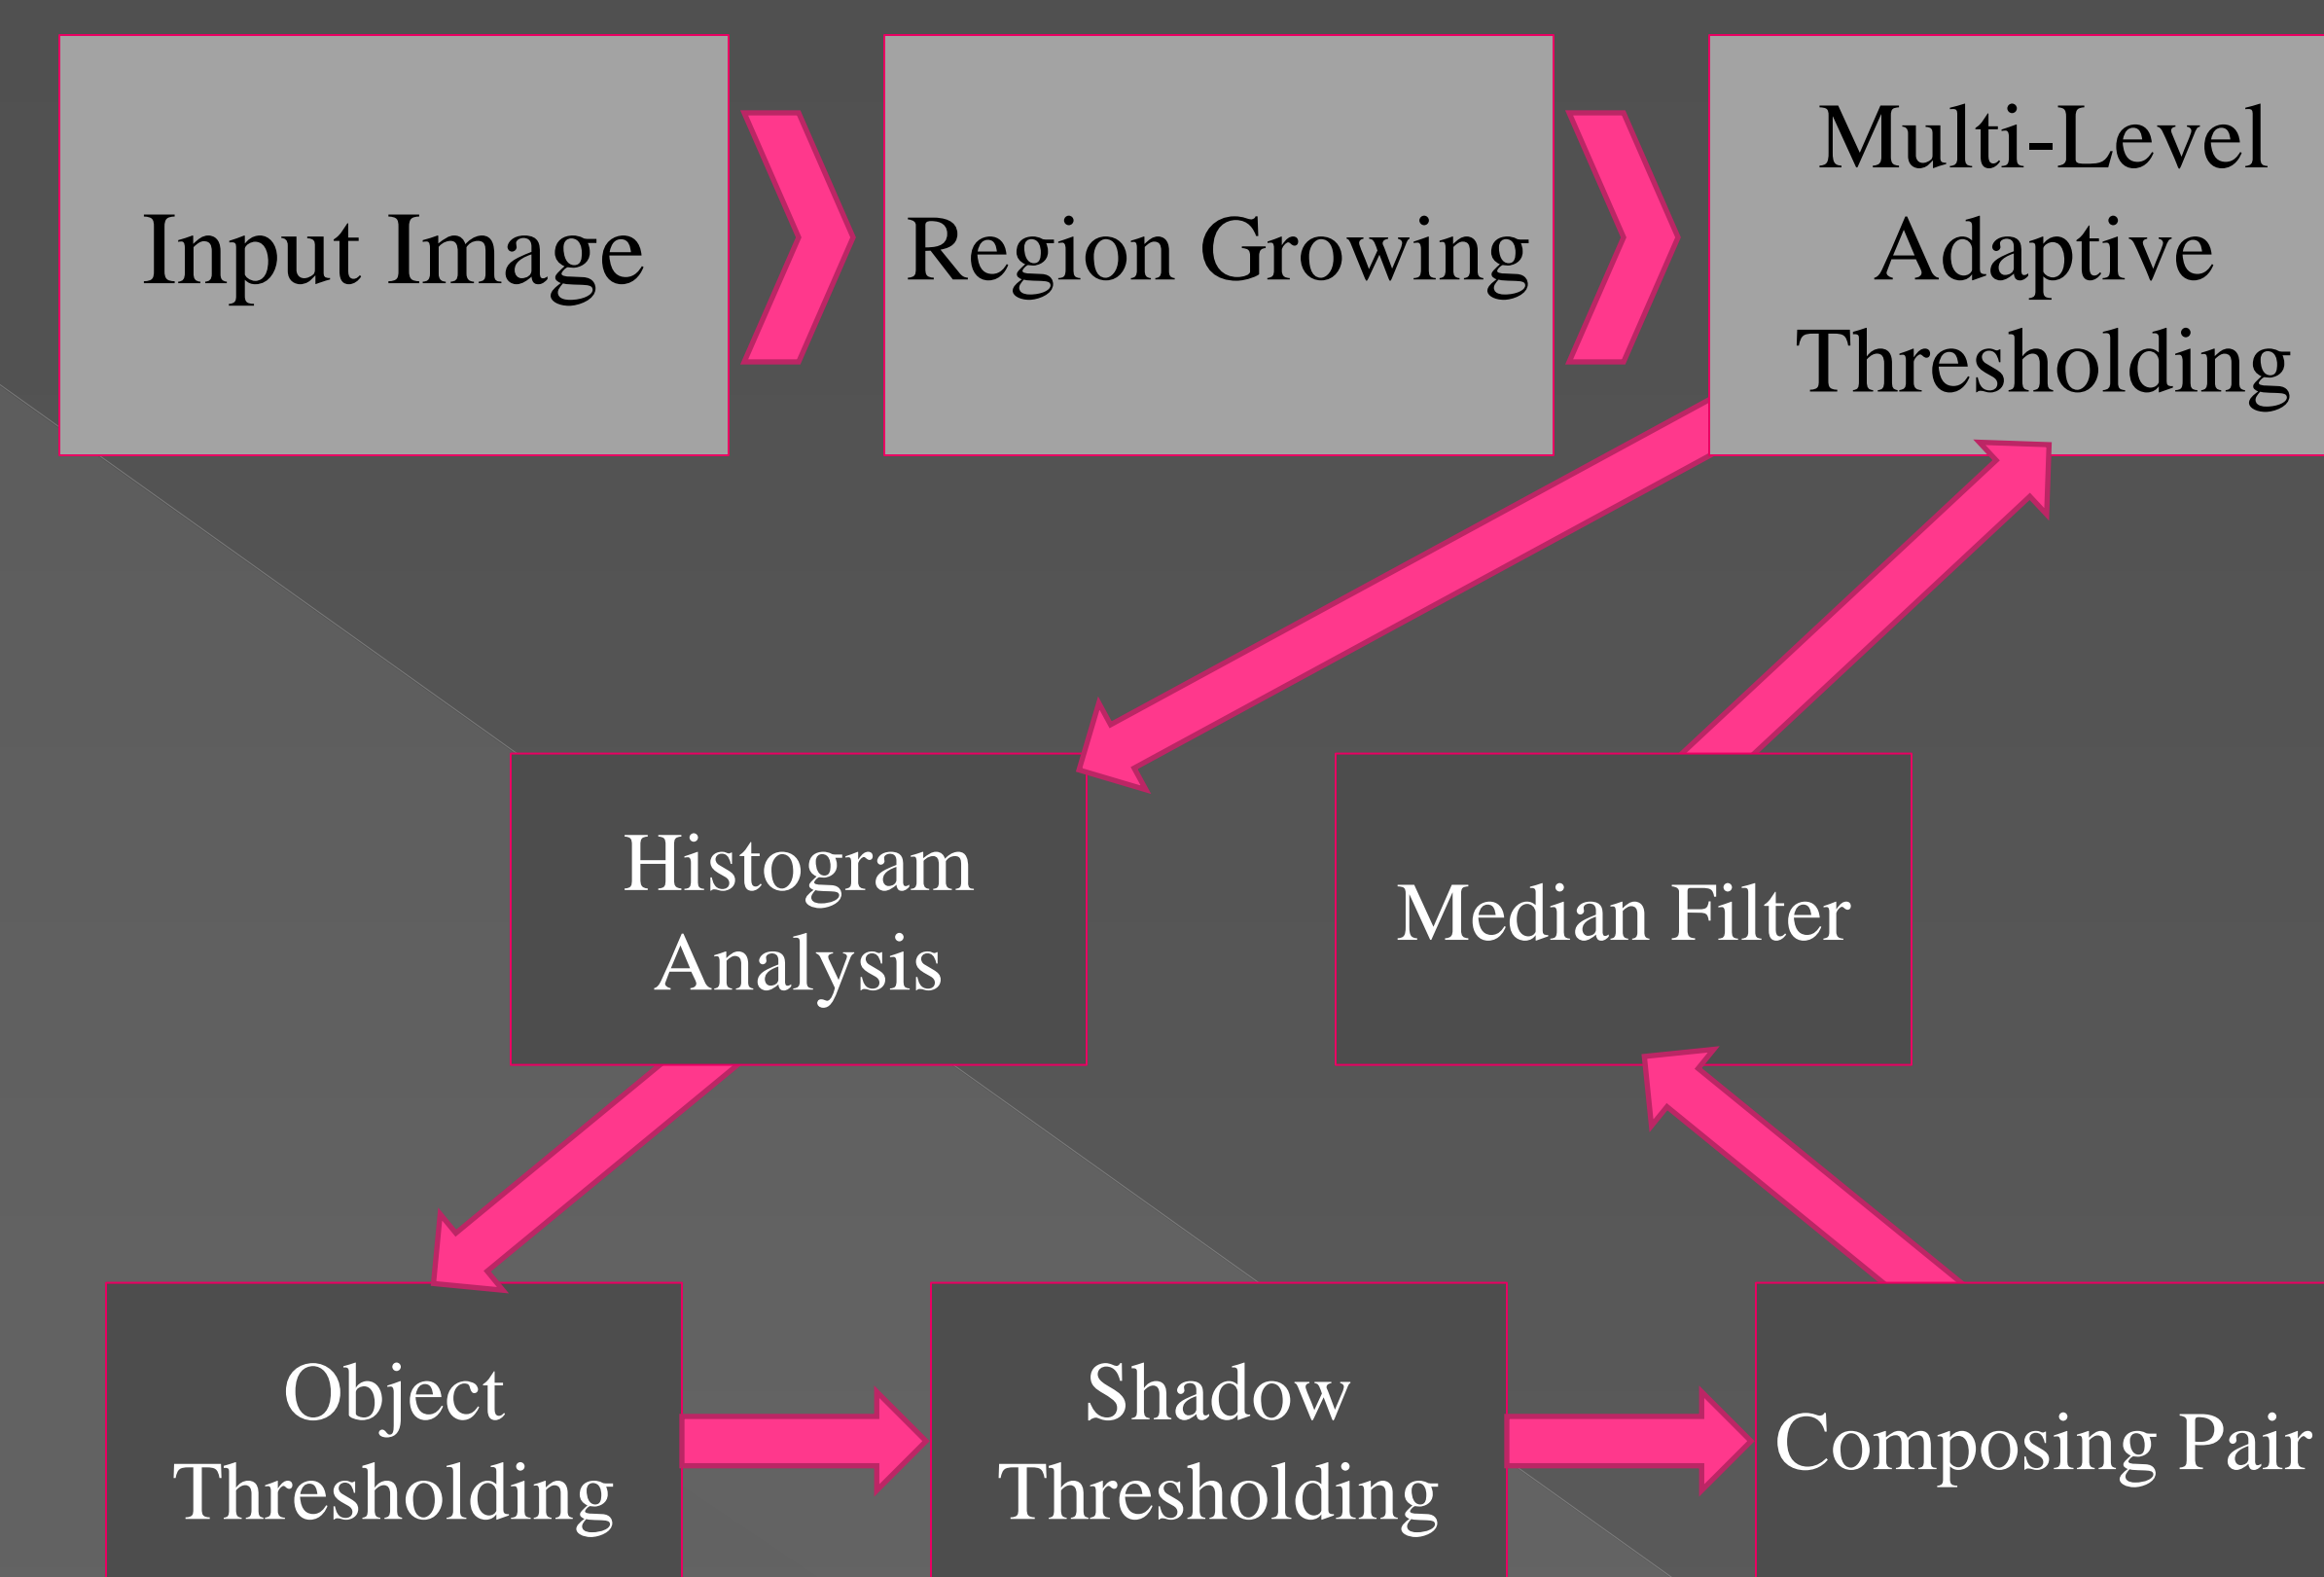 Input Image
Region Growing
Multi-Level
Adaptive
Thresholding
Histogram
Analysis
Median Filter
Object
Thresholding
Shadow
Thresholding
Composing Pair